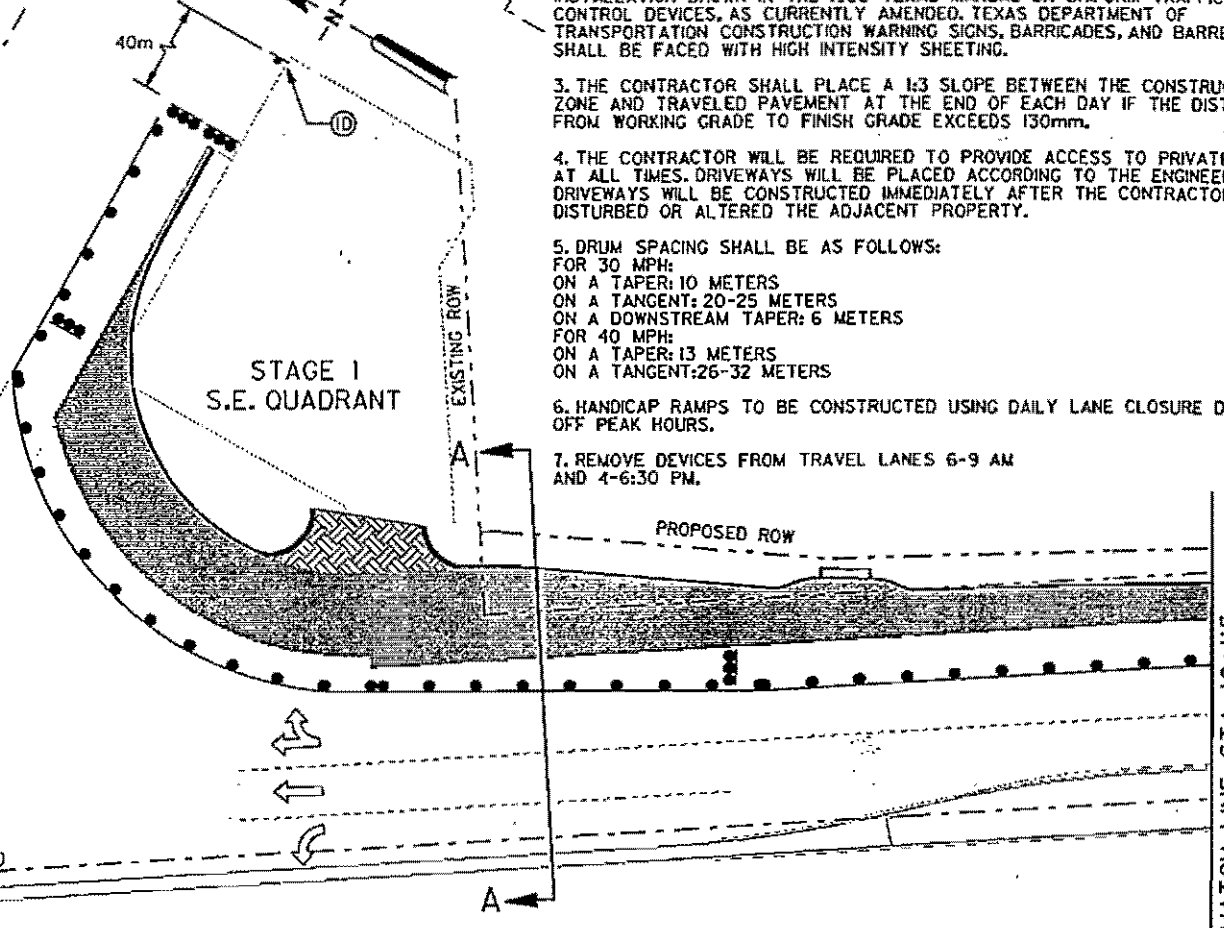 CONTROL DEVICES, AS CURRENTLY AMENDED. TEXAS DEPARTMENT OF
TRANSPORTATION CONSTRUCTION WARNING SIGNS, BARRICADES, AND BARRE
SHALL BE FACED WITH HIGH INTENSITY SHEETING.
3. THE CONTRACTOR SHALL PLACE A 1:3 SLOPE BETWEEN THE CONSTRUC
ZONE AND TRAVELED PAVEMENT AT THE END OF EACH DAY IF THE DIST
FROM WORKING GRADE TO FINISH GRADE EXCEEDS 130mm.
4. THE CONTRACTOR WILL BE REQUIRED TO PROVIDE ACCESS TO PRIVAT
AT ALL TIMES. DRIVEWAYS WILL BE PLACED ACCORDING TO THE ENGINEE
DRIVEWAYS WILL BE CONSTRUCTED IMMEDIATELY AFTER THE CONTRACTO
DISTURBED OR ALTERED THE ADJACENT PROPERTY.
5. DRUM SPACING SHALL BE AS FOLLOWS:
FOR 30 MPH:
ON A TAPER: 10 METERS
ON A TANGENT: 20-25 METERS
ON A DOWNSTREAM TAPER: 6 METERS
FOR 40 MPH:
ON A TAPER: 13 METERS
ON A TANGENT:26-32 METERS
6. HANDICAP RAMPS TO BE CONSTRUCTED USING DAILY LANE CLOSURE D
OFF PEAK HOURS.
7. REMOVE DEVICES FROM TRAVEL LANES 6-9 AM
AND 4-6:30 PM.
40m
10
STAGE 1
S.E. QUADRANT
EXISTING ROW
A
PROPOSED ROW
A